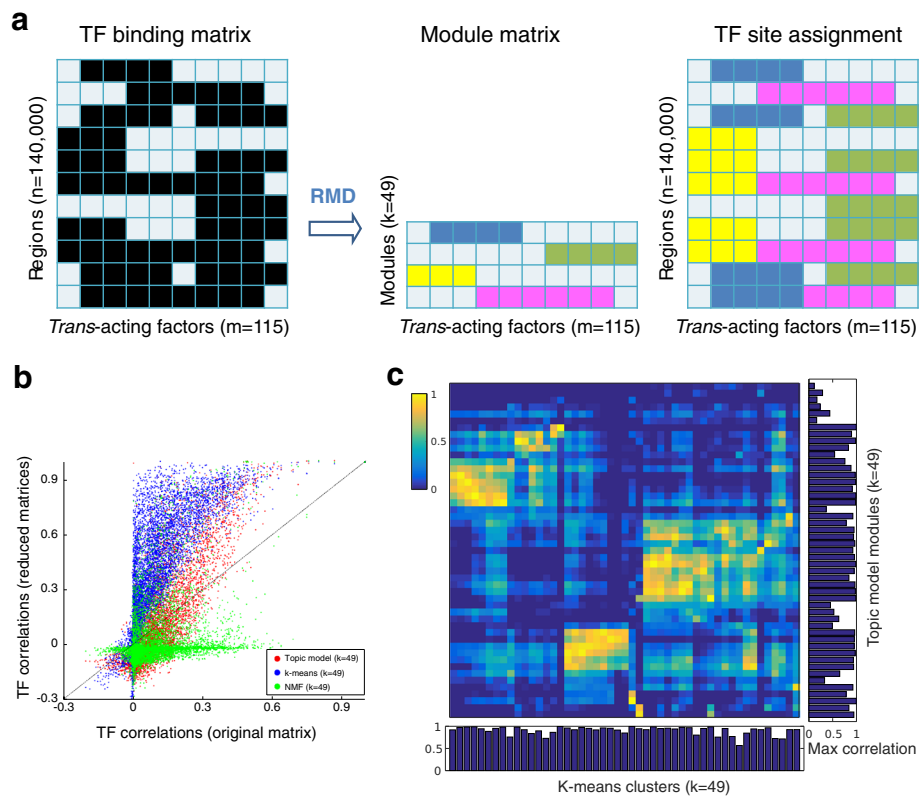 a
TF binding matrix
Module matrix
TF site assignment
Regions (n=140,000)
RMD
Modules (k=49)
Regions (n=140,000)
Trans-acting factors (m=115)
Trans-acting factors (m=115)
Trans-acting factors (m=115)
b
TF correlations (reduced matrices)
0.9
0.6
0.3
0
-0.3
-0.3
0
0.3
0.6
0.9
Topic model (k=49)
k-means (k=49)
NMF (k=49)
TF correlations (original matrix)
c
1
0.5
0
Topic model modules (k=49)
0 0.5 1
Max correlation
1
0.5
0
K-means clusters (k=49)